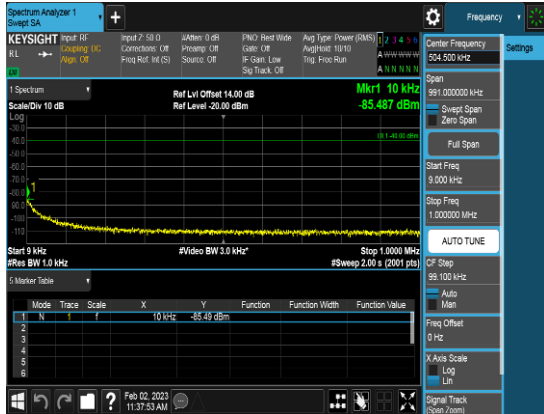 Spectrum Analyzer 1
Swept SA
+
Frequency
KEYSIGHT
RL
Input: RF
Coupling: DC
Align: Off
Input Z: 50 Ω
Corrections: Off
Freq Ref: Int (S)
#Atten: 0 dB
Preamp: Off
Source: Off
PNO: Best Wide
Gate: Off
IF Gain: Low
Sig Track: Off
Avg Type: Power (RMS)
Avg|Hold: 10/10
Trig: Free Run
1 2 3 4 5 6
A W W W W W
A N N N N N
1 Spectrum
Scale/Div 10 dB
Ref Lvl Offset 14.00 dB
Ref Level -20.00 dBm
Mkr1 10 kHz
-85.487 dBm
Log
-30.0
-40.0
-50.0
-60.0
-70.0
-80.0
-90.0
-100
-110
DL1 -40.00 dBm
1
Start 9 kHz
#Res BW 1.0 kHz
#Video BW 3.0 kHz*
Stop 1.0000 MHz
#Sweep 2.00 s (2001 pts)
5 Marker Table
Mode Trace Scale X Y Function Function Width Function Value
1 N 1 f 10 kHz -85.49 dBm
2
3
4
5
6
Feb 02, 2023
11:37:53 AM
Center Frequency
504.500 kHz
Settings
Span
991.000000 kHz
Swept Span
Zero Span
Full Span
Start Freq
9.000 kHz
Stop Freq
1.000000 MHz
AUTO TUNE
CF Step
99.100 kHz
Auto
Man
Freq Offset
0 Hz
X Axis Scale
Log
Lin
Signal Track
(Span Zoom)